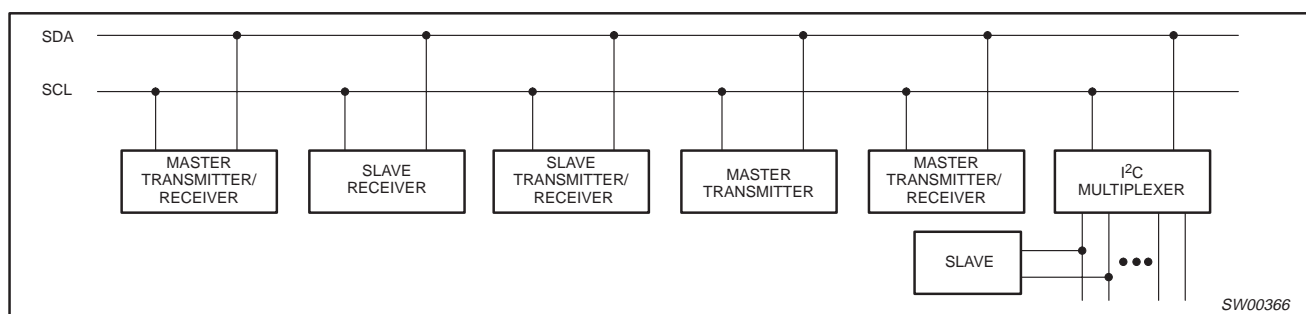 SDA
SCL
MASTER
TRANSMITTER/
RECEIVER
SLAVE
RECEIVER
SLAVE
TRANSMITTER/
RECEIVER
MASTER
TRANSMITTER
MASTER
TRANSMITTER/
RECEIVER
I²C
MULTIPLEXER
SLAVE
SW00366